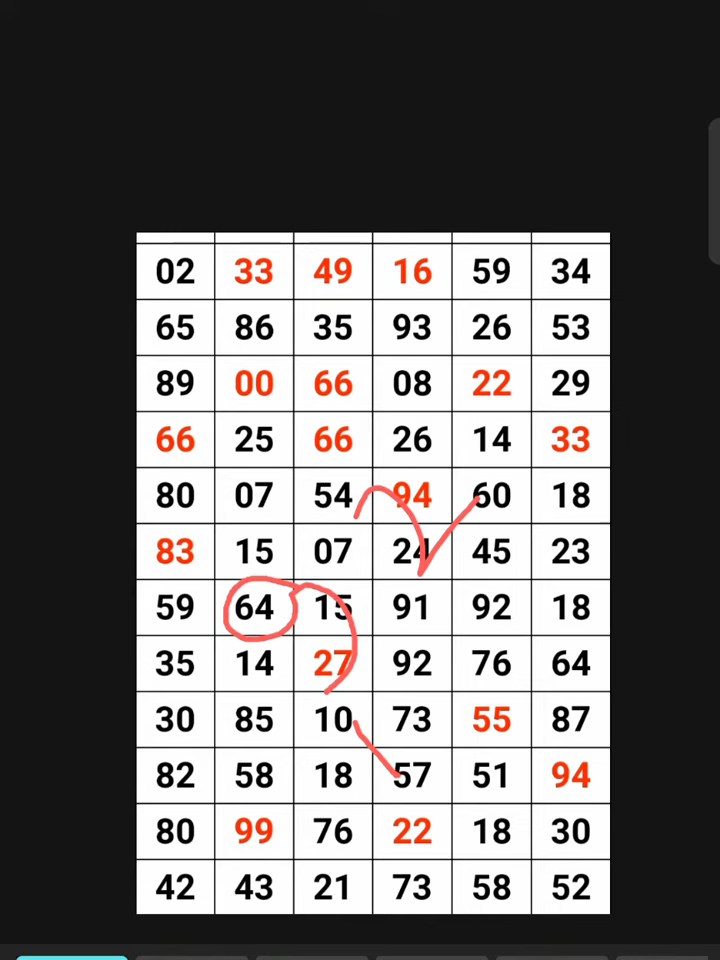 02 33 49 16 59 34
65 86 35 93 26 53
89 00 66 08 22 29
66 25 66 26 14 33
80 07 54 94 60 18
83 15 07 24 45 23
59 64 15 91 92 18
35 14 27 92 76 64
30 85 10 73 55 87
82 58 18 57 51 94
80 99 76 22 18 30
42 43 21 73 58 52